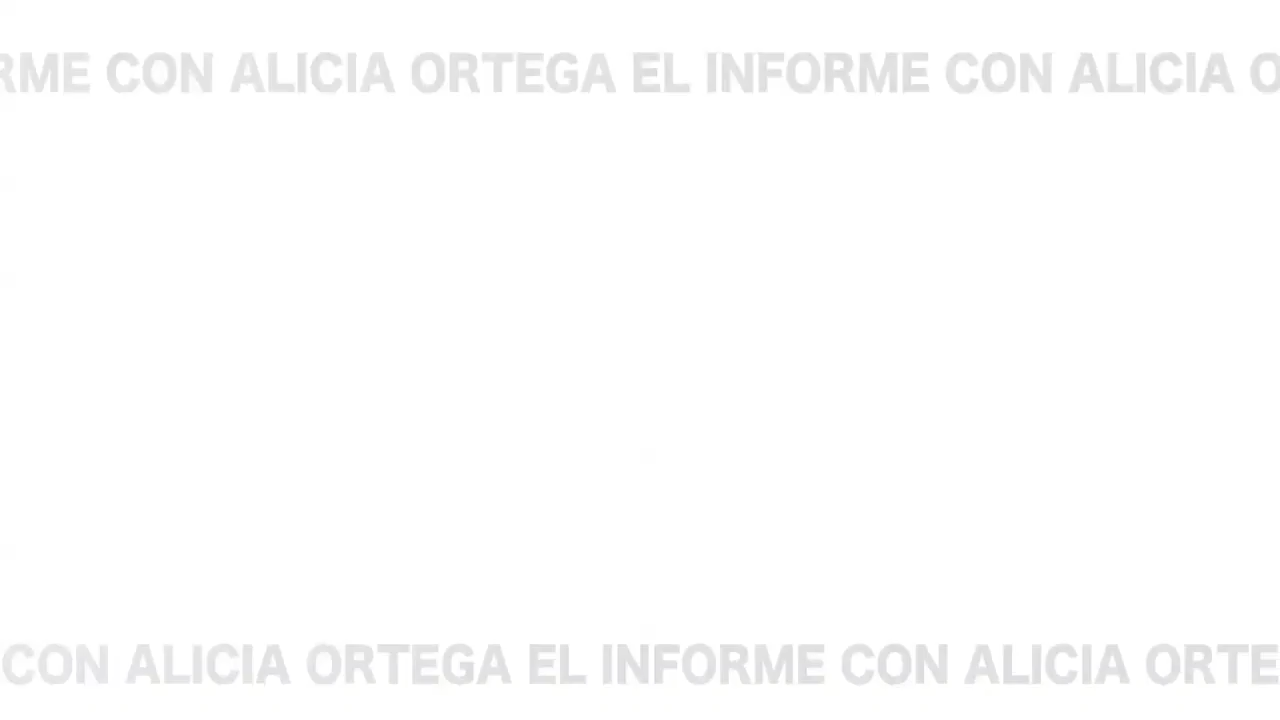 RME CON ALICIA ORTEGA EL INFORME CON ALICIA O
CON ALICIA ORTEGA EL INFORME CON ALICIA ORTE